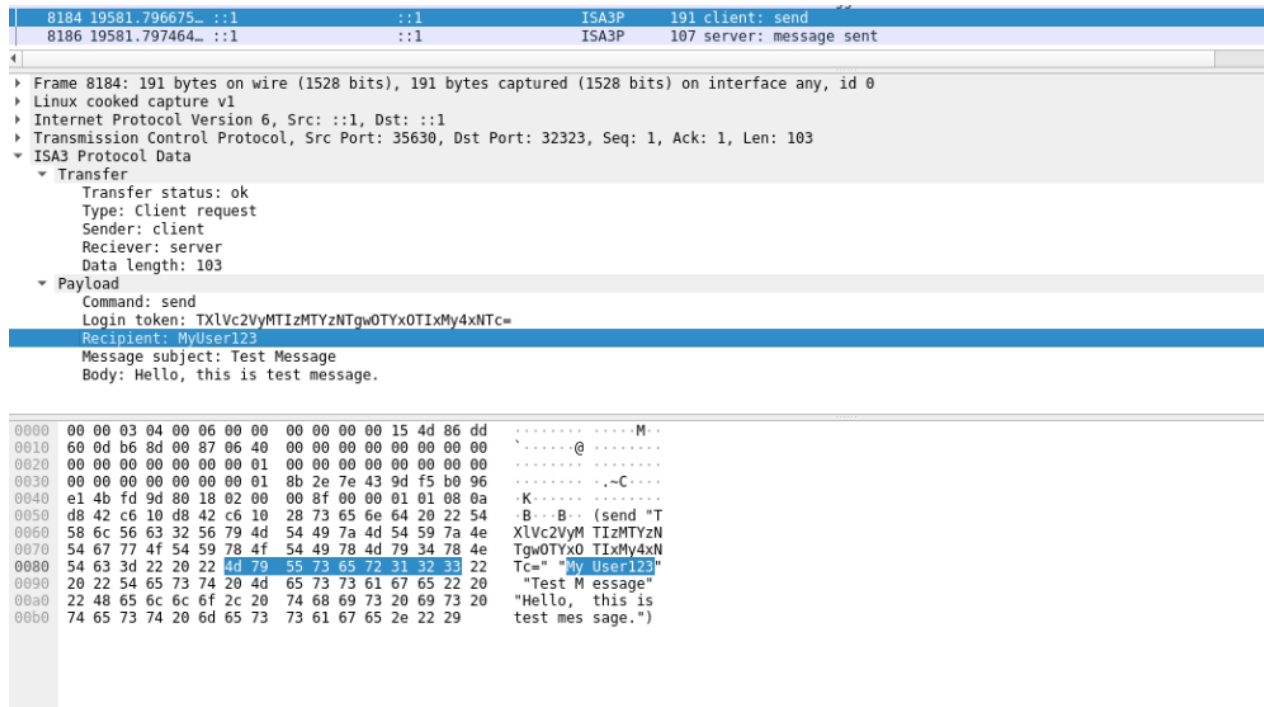 8184 19581.796675… ::1 ::1 ISA3P 191 client: send
8186 19581.797464… ::1 ::1 ISA3P 107 server: message sent
Frame 8184: 191 bytes on wire (1528 bits), 191 bytes captured (1528 bits) on interface any, id 0
Linux cooked capture v1
Internet Protocol Version 6, Src: ::1, Dst: ::1
Transmission Control Protocol, Src Port: 35630, Dst Port: 32323, Seq: 1, Ack: 1, Len: 103
ISA3 Protocol Data
Transfer
Transfer status: ok
Type: Client request
Sender: client
Reciever: server
Data length: 103
Payload
Command: send
Login token: TXlVc2VyMTIzMTYzNTgwOTYxOTIxMy4xNTc=
Recipient: MyUser123
Message subject: Test Message
Body: Hello, this is test message.
0000 00 00 03 04 00 06 00 00 00 00 00 00 15 4d 86 dd ········ ·····M··
0010 60 0d b6 8d 00 87 06 40 00 00 00 00 00 00 00 00 `······@ ········
0020 00 00 00 00 00 00 00 01 00 00 00 00 00 00 00 00 ········ ········
0030 00 00 00 00 00 00 00 01 8b 2e 7e 43 9d f5 b0 96 ········ ·.~C····
0040 e1 4b fd 9d 80 18 02 00 00 8f 00 00 01 01 08 0a ·K······ ········
0050 d8 42 c6 10 d8 42 c6 10 28 73 65 6e 64 20 22 54 ·B···B·· (send "T
0060 58 6c 56 63 32 56 79 4d 54 49 7a 4d 54 59 7a 4e XlVc2VyM TIzMTYzN
0070 54 67 77 4f 54 59 78 4f 54 49 78 4d 79 34 78 4e TgwOTYxO TIxMy4xN
0080 54 63 3d 22 20 22 4d 79 55 73 65 72 31 32 33 22 Tc=" "My User123"
0090 20 22 54 65 73 74 20 4d 65 73 73 61 67 65 22 20 "Test M essage"
00a0 22 48 65 6c 6c 6f 2c 20 74 68 69 73 20 69 73 20 "Hello, this is
00b0 74 65 73 74 20 6d 65 73 73 61 67 65 2e 22 29 test mes sage.")